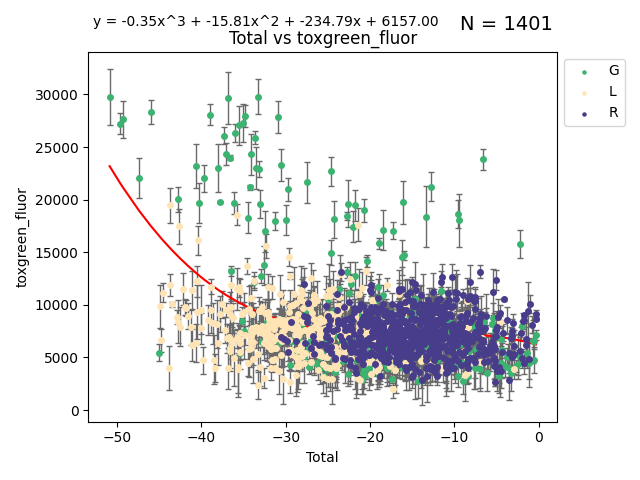 y = -0.35x^3 + -15.81x^2 + -234.79x + 6157.00
N = 1401
Total vs toxgreen_fluor
G
L
R
toxgreen_fluor
30000
25000
20000
15000
10000
5000
0
−50
−40
−30
−20
−10
0
Total